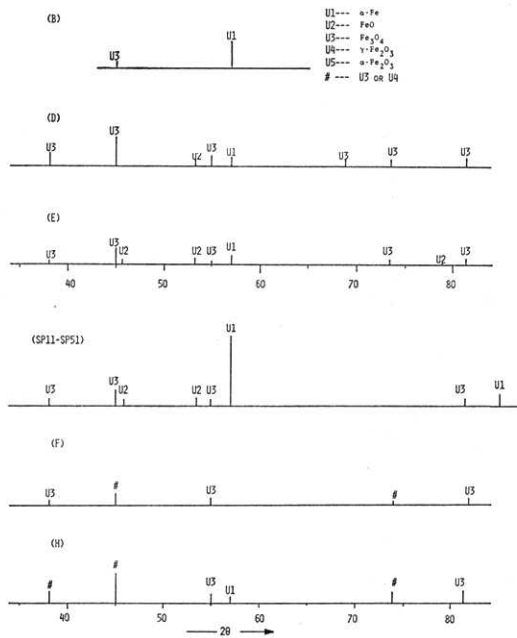 (B)
U3
U1
U1--- α-Fe
U2--- FeO
U3--- Fe₃O₄
U4--- γ-Fe₂O₃
U5--- α-Fe₂O₃
# --- U3 OR U4
(D)
U3 U3 U2 U3 U1 U3 U3 U3
(E)
U3 U3 U2 U2 U3 U1 U3 U2 U3
40 50 60 70 80
(SP11-SP51)
U3 U3 U2 U2 U3 U1 U3 U1
(F)
U3 # U3 # U3
(H)
# # U3 U1 # U3
40 50 60 70 80
2θ